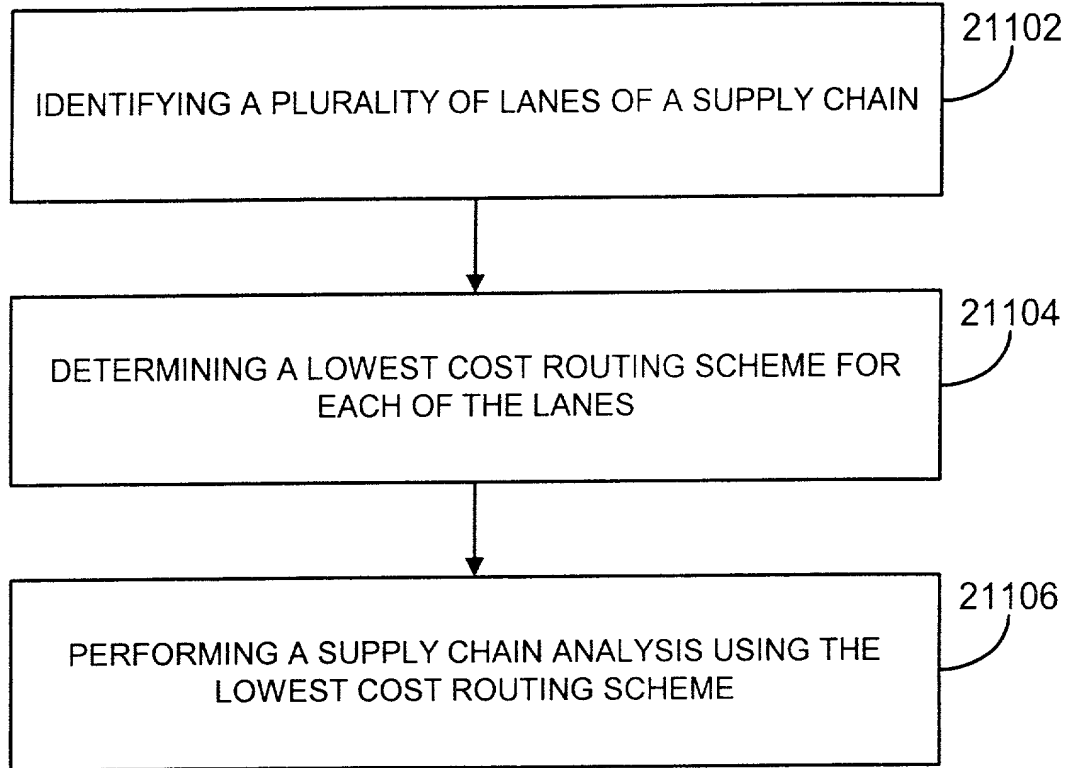 21102
IDENTIFYING A PLURALITY OF LANES OF A SUPPLY CHAIN
21104
DETERMINING A LOWEST COST ROUTING SCHEME FOR
EACH OF THE LANES
21106
PERFORMING A SUPPLY CHAIN ANALYSIS USING THE
LOWEST COST ROUTING SCHEME